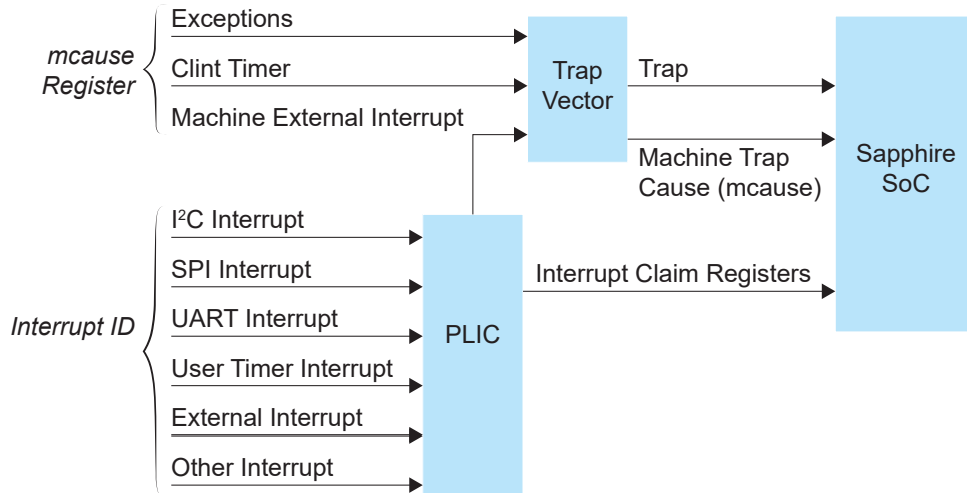 mcause
Register
Exceptions
Clint Timer
Machine External Interrupt
Trap
Vector
Trap
Machine Trap
Cause (mcause)
Sapphire
SoC
Interrupt ID
I²C Interrupt
SPI Interrupt
UART Interrupt
User Timer Interrupt
External Interrupt
Other Interrupt
PLIC
Interrupt Claim Registers